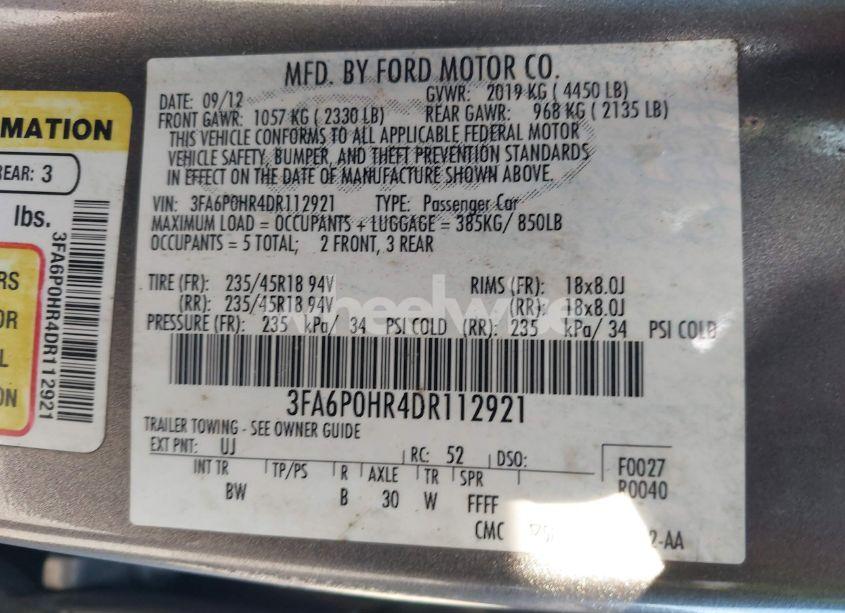 MFD. BY FORD MOTOR CO.
DATE: 09/12 GVWR: 2019 KG ( 4450 LB)
FRONT GAWR: 1057 KG ( 2330 LB) REAR GAWR: 968 KG ( 2135 LB)
THIS VEHICLE CONFORMS TO ALL APPLICABLE FEDERAL MOTOR
VEHICLE SAFETY, BUMPER, AND THEFT PREVENTION STANDARDS
IN EFFECT ON THE DATE OF MANUFACTURE SHOWN ABOVE.
VIN: 3FA6P0HR4DR112921 TYPE: Passenger Car
MAXIMUM LOAD = OCCUPANTS + LUGGAGE = 385KG/ 850LB
OCCUPANTS = 5 TOTAL; 2 FRONT, 3 REAR
TIRE (FR): 235/45R18 94V RIMS (FR): 18x8.0J
(RR): 235/45R18 94V (RR): 18x8.0J
PRESSURE (FR): 235 kPa/ 34 PSI COLD (RR): 235 kPa/ 34 PSI COLD
3FA6P0HR4DR112921
TRAILER TOWING - SEE OWNER GUIDE
EXT PNT: UJ RC: 52 DSO:
INT TR TP/PS R AXLE TR SPR
BW B 30 W FFFF
F0027
R0040
CMC 2-AA
RMATION
REAR: 3
lbs.
RS
OR
L
ON
3FA6P0HR4DR112921
wheelwise